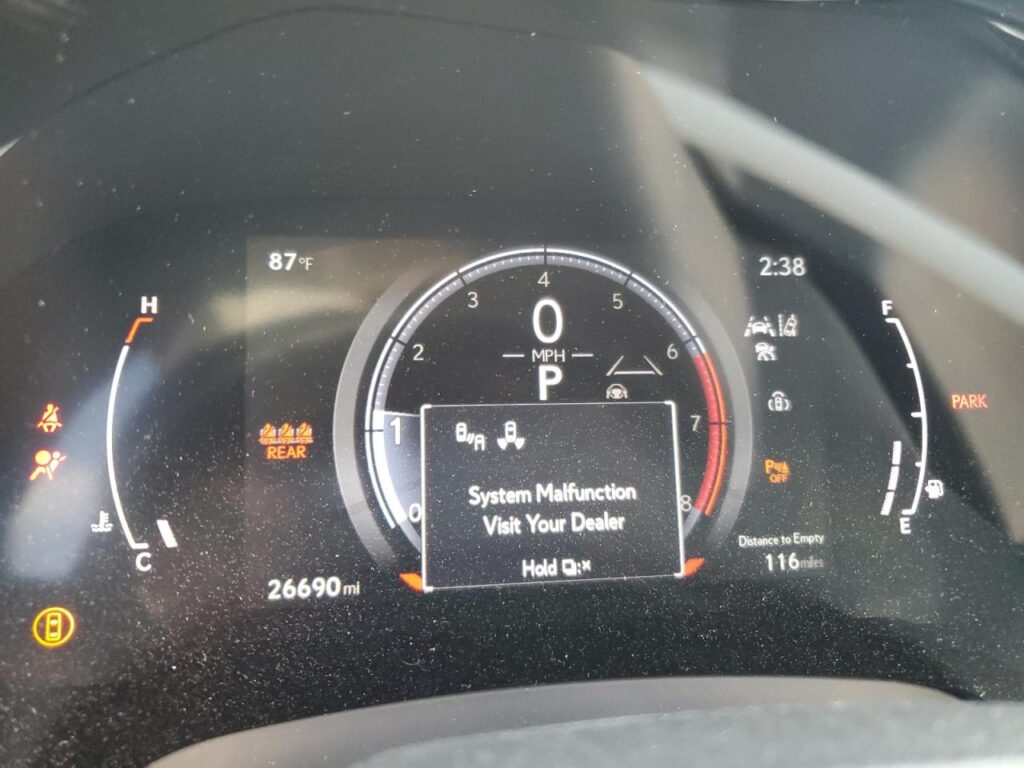 87°F
2:38
H
F
4
3
5
0
2
MPH
6
P
PARK
1
7
REAR
P
OFF
A
System Malfunction
Visit Your Dealer
0
8
E
Distance to Empty
C
Hold
116 miles
26690 mi